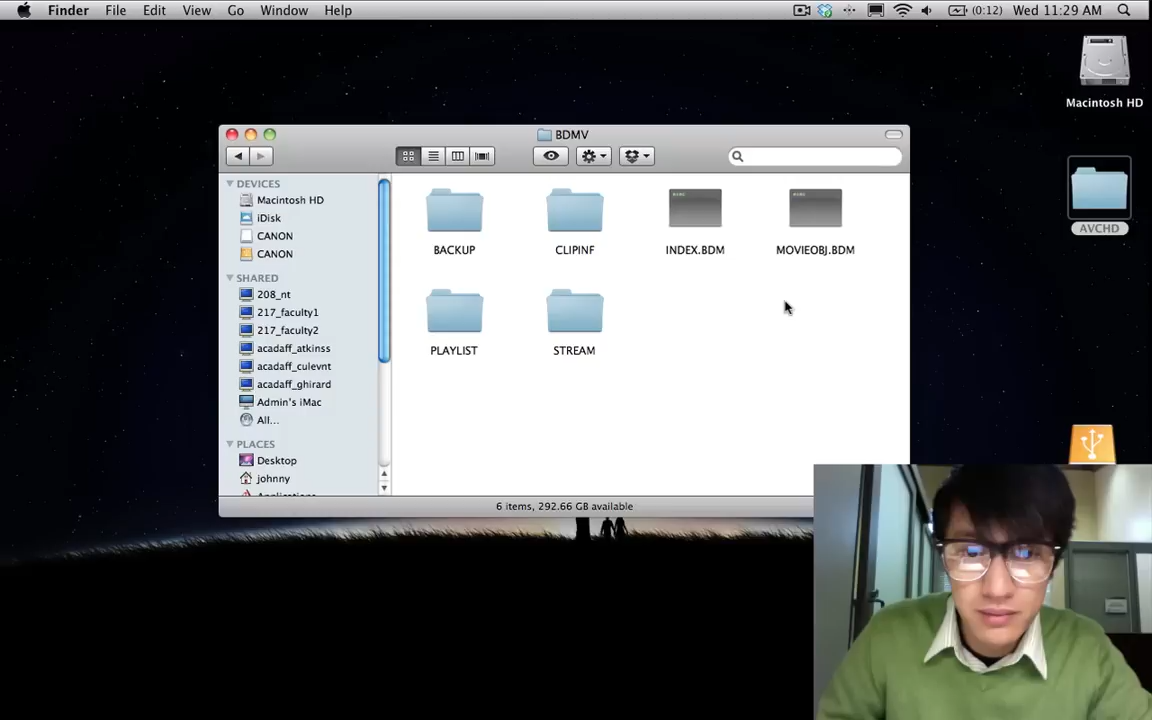 Finder File Edit View Go Window Help (0:12) Wed 11:29 AM
Macintosh HD
BDMV
DEVICES
Macintosh HD
iDisk
CANON
CANON
SHARED
208_nt
217_faculty1
217_faculty2
acadaff_atkinss
acadaff_culevnt
acadaff_ghirard
Admin's iMac
All...
PLACES
Desktop
johnny
Applications
BACKUP CLIPINF INDEX.BDM MOVIEOBJ.BDM
PLAYLIST STREAM
6 items, 292.66 GB available
AVCHD